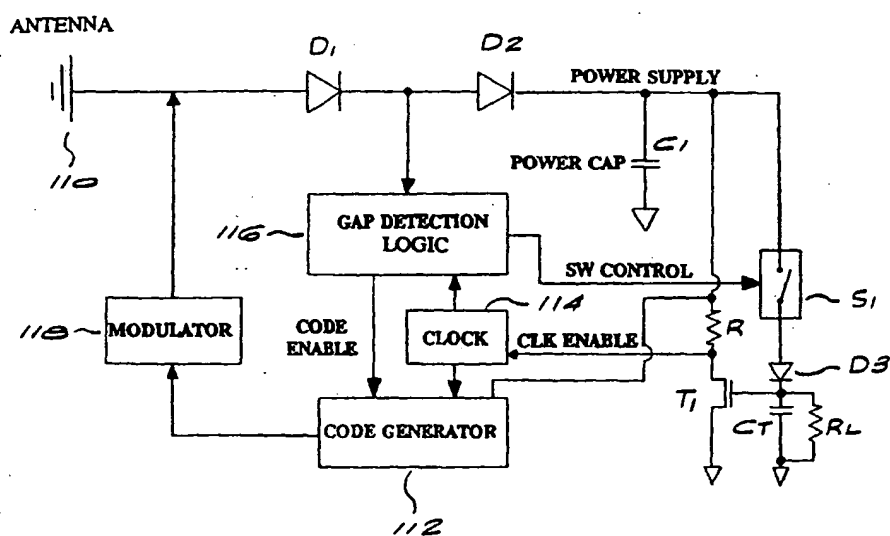 ANTENNA
D1
D2
POWER SUPPLY
110
C1
POWER CAP
116
GAP DETECTION
LOGIC
SW CONTROL
S1
114
118
MODULATOR
CODE
ENABLE
CLOCK
CLK ENABLE
R
D3
T1
CT
RL
CODE GENERATOR
112